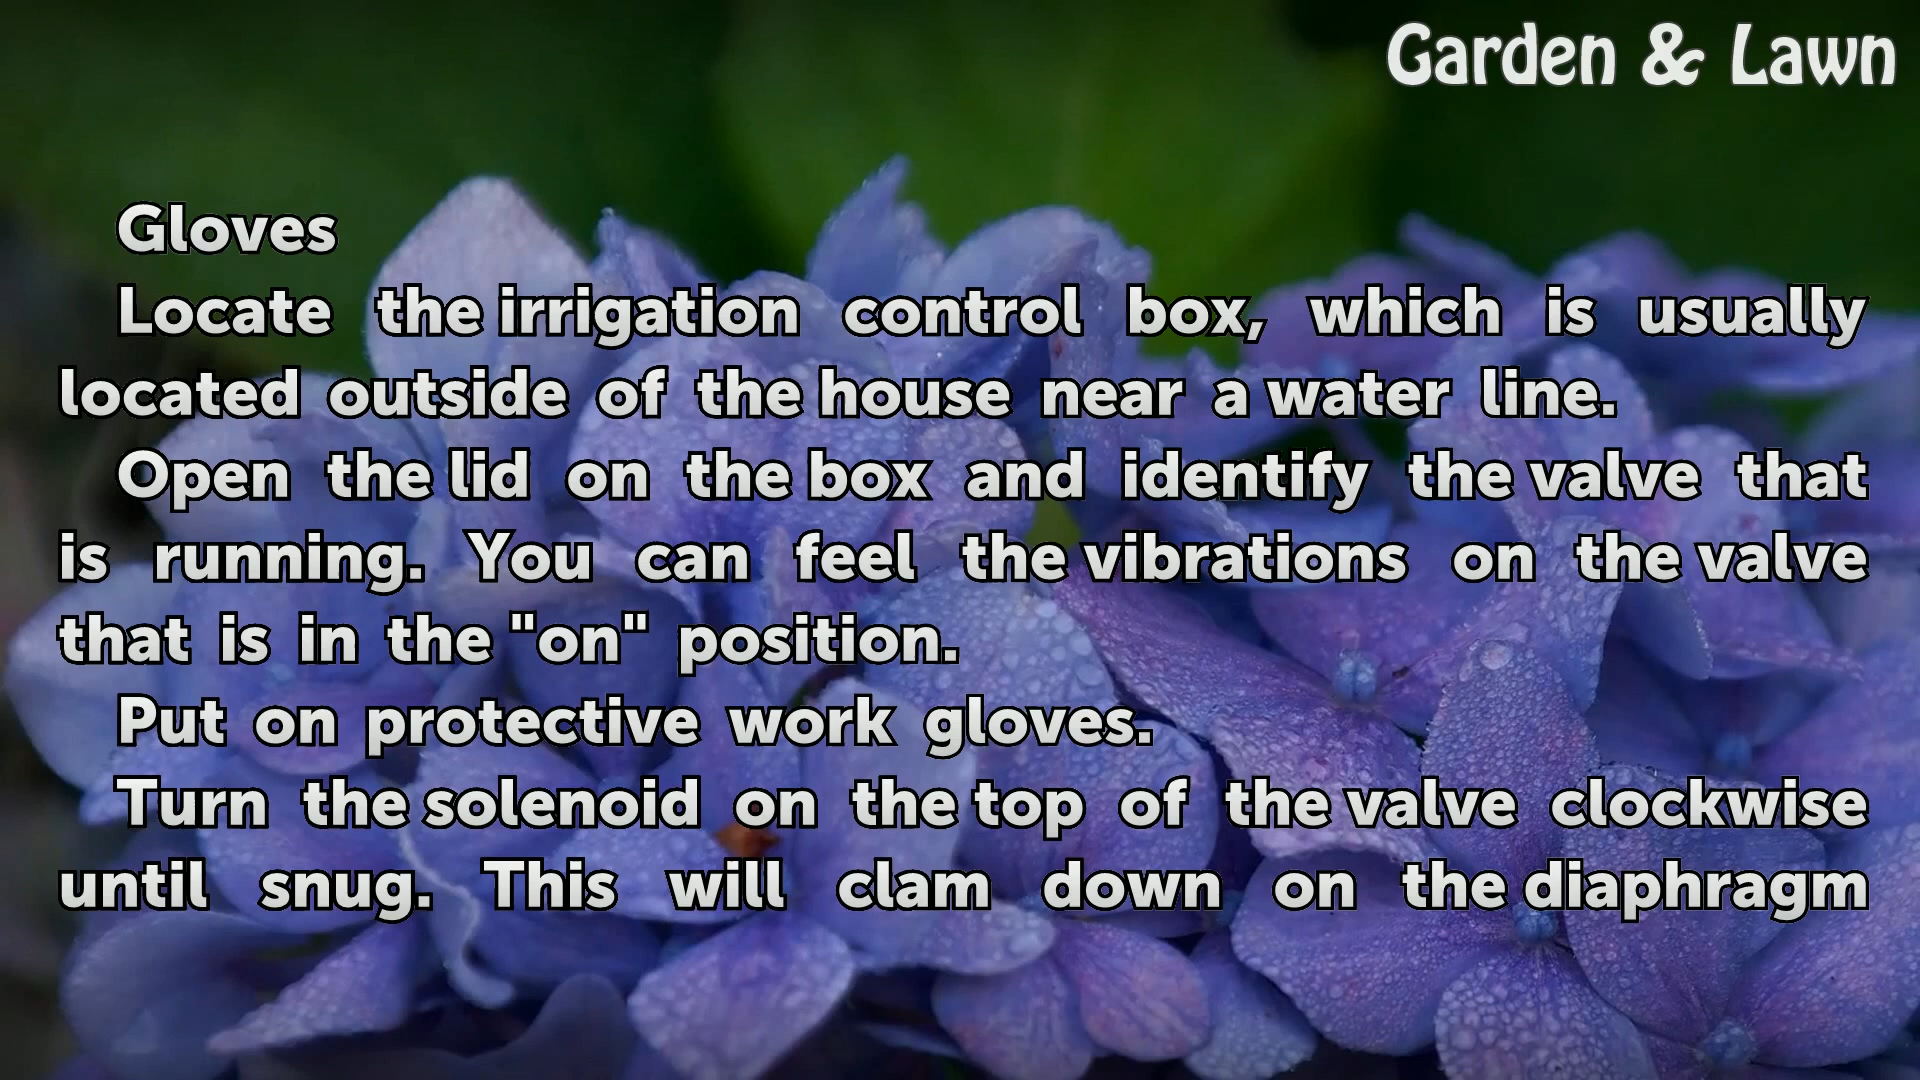 Garden & Lawn
Gloves
Locate the irrigation control box, which is usually
located outside of the house near a water line.
Open the lid on the box and identify the valve that
is running. You can feel the vibrations on the valve
that is in the "on" position.
Put on protective work gloves.
Turn the solenoid on the top of the valve clockwise
until snug. This will clam down on the diaphragm